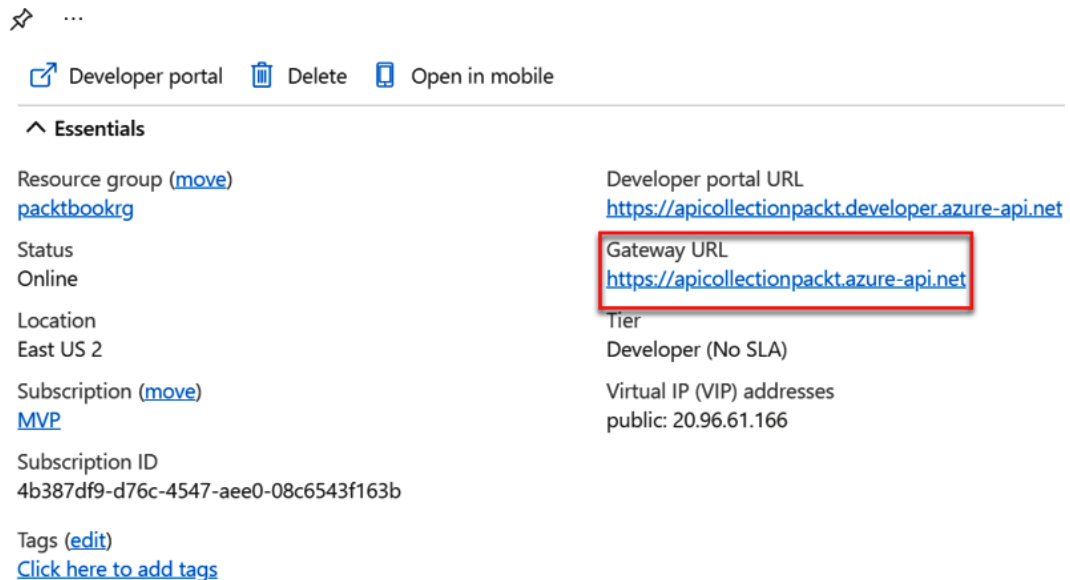 ...
Developer portal Delete Open in mobile
Essentials
Resource group (move)
packtbookrg
Status
Online
Location
East US 2
Subscription (move)
MVP
Subscription ID
4b387df9-d76c-4547-aee0-08c6543f163b
Tags (edit)
Click here to add tags
Developer portal URL
https://apicollectionpackt.developer.azure-api.net
Gateway URL
https://apicollectionpackt.azure-api.net
Tier
Developer (No SLA)
Virtual IP (VIP) addresses
public: 20.96.61.166